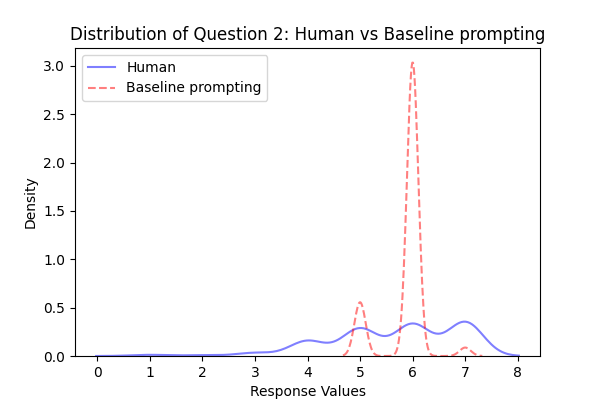 Distribution of Question 2: Human vs Baseline prompting
Human
Baseline prompting
3.0
2.5
2.0
1.5
1.0
0.5
0.0
Density
0 1 2 3 4 5 6 7 8
Response Values